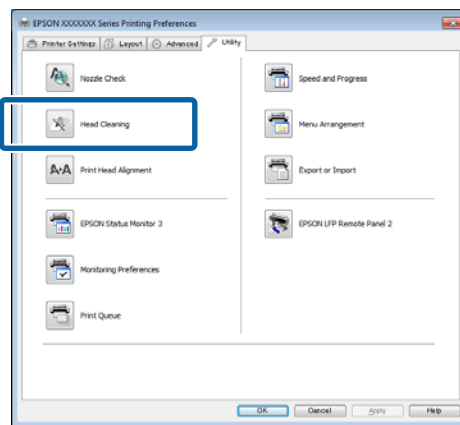 EPSON XXXXXXX Series Printing Preferences
Printer Settings
Layout
Advanced
Utility
Nozzle Check
Speed and Progress
Head Cleaning
Menu Arrangement
A A Print Head Alignment
Export or Import
EPSON Status Monitor 3
EPSON LFP Remote Panel 2
Monitoring Preferences
Print Queue
OK
Cancel
Apply
Help